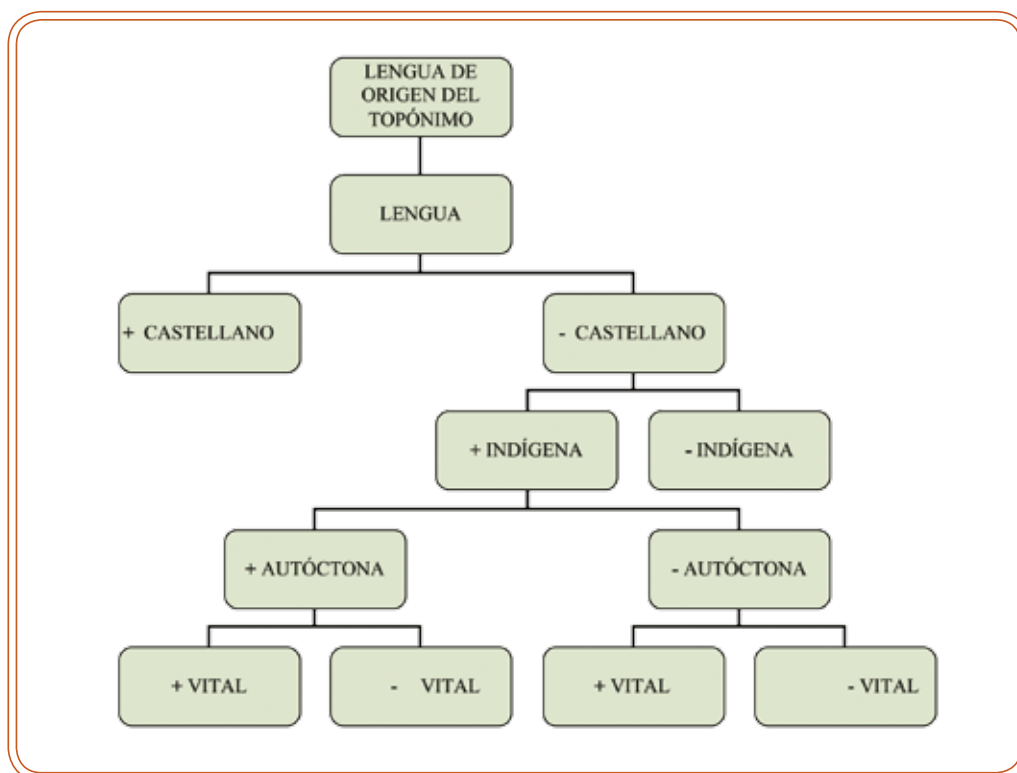 LENGUA DE
ORIGEN DEL
TOPÓNIMO
LENGUA
+ CASTELLANO
- CASTELLANO
+ INDÍGENA
- INDÍGENA
+ AUTÓCTONA
- AUTÓCTONA
+ VITAL
- VITAL
+ VITAL
- VITAL